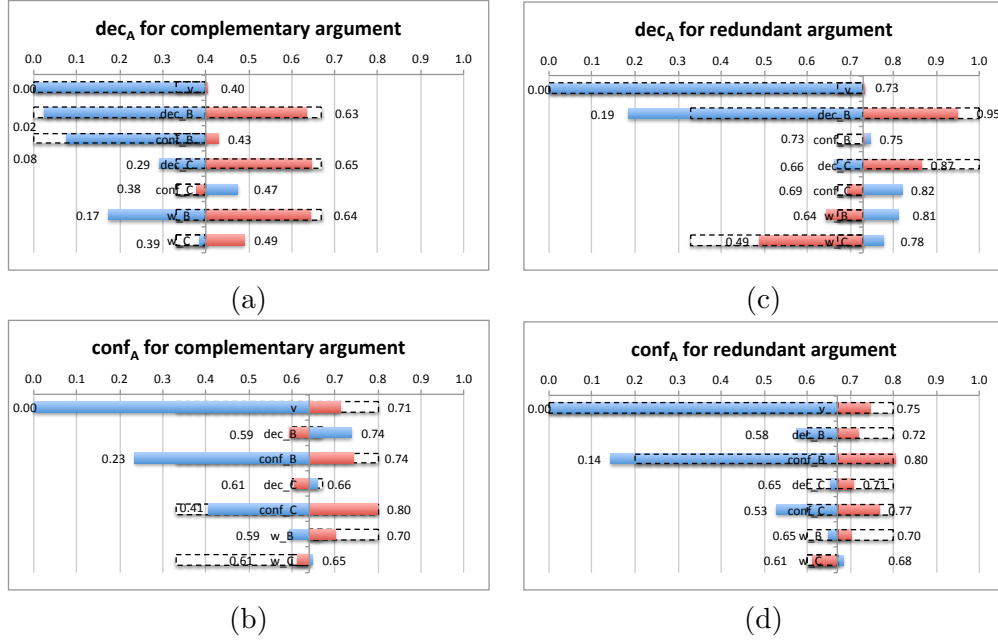 dec_A for complementary argument
0.0 0.1 0.2 0.3 0.4 0.5 0.6 0.7 0.8 0.9 1.0
0.00 v 0.40
dec_B 0.63
0.02
conf_B 0.43
0.08
0.29 dec_C 0.65
0.38 conf_C 0.47
0.17 w_B 0.64
0.39 w_C 0.49
(a)
dec_A for redundant argument
0.0 0.1 0.2 0.3 0.4 0.5 0.6 0.7 0.8 0.9 1.0
0.00 v 0.73
0.19 dec_B 0.95
0.73 conf_B 0.75
0.66 dec_C 0.87
0.69 conf_C 0.82
0.64 w_B 0.81
0.49 w_C 0.78
(c)
conf_A for complementary argument
0.0 0.1 0.2 0.3 0.4 0.5 0.6 0.7 0.8 0.9 1.0
0.00 v 0.71
0.59 dec_B 0.74
0.23 conf_B 0.74
0.61 dec_C 0.66
0.41 conf_C 0.80
0.59 w_B 0.70
0.61 w_C 0.65
(b)
conf_A for redundant argument
0.0 0.1 0.2 0.3 0.4 0.5 0.6 0.7 0.8 0.9 1.0
0.00 v 0.75
0.58 dec_B 0.72
0.14 conf_B 0.80
0.65 dec_C 0.71
0.53 conf_C 0.77
0.65 w_B 0.70
0.61 w_C 0.68
(d)